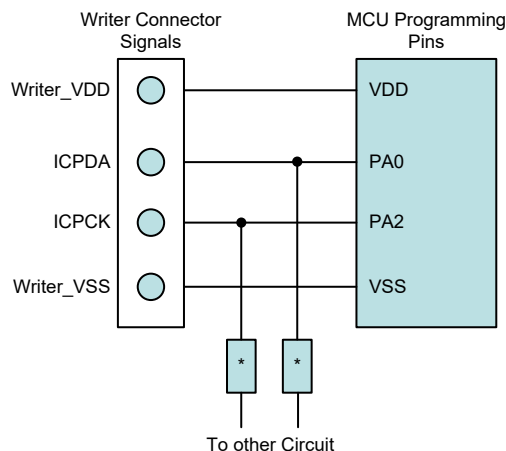 Writer Connector
Signals
MCU Programming
Pins
Writer_VDD
VDD
ICPDA
PA0
ICPCK
PA2
Writer_VSS
VSS
* *
To other Circuit